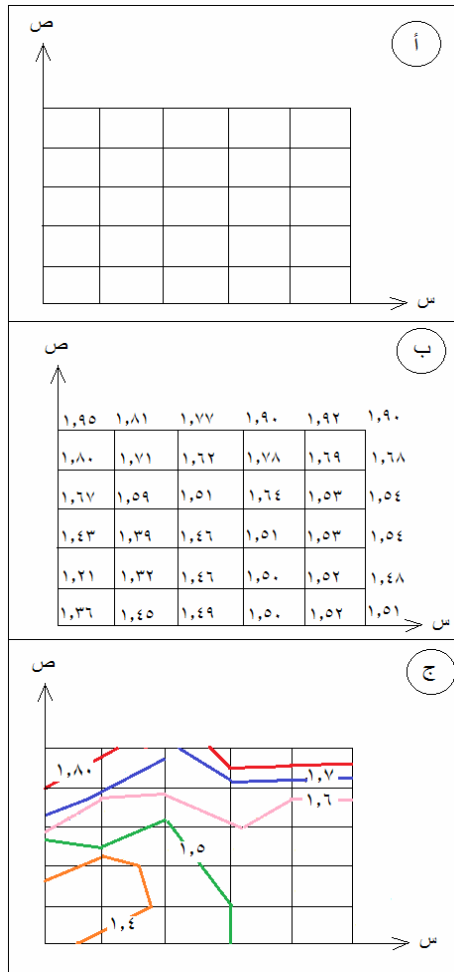 ص
أ
س
ص
ب
١,٩٥ ١,٨١ ١,٧٧ ١,٩٠ ١,٩٢ ١,٩٠
١,٨٠ ١,٧١ ١,٦٢ ١,٧٨ ١,٦٩ ١,٦٨
١,٦٧ ١,٥٩ ١,٥١ ١,٦٤ ١,٥٣ ١,٥٤
١,٤٣ ١,٣٩ ١,٤٦ ١,٥١ ١,٥٣ ١,٥٤
١,٢١ ١,٣٢ ١,٤٦ ١,٥٠ ١,٥٢ ١,٤٨
١,٣٦ ١,٤٥ ١,٤٩ ١,٥٠ ١,٥٢ ١,٥١
س
ص
ج
١,٨٠
١,٧
١,٦
١,٥
١,٤
س